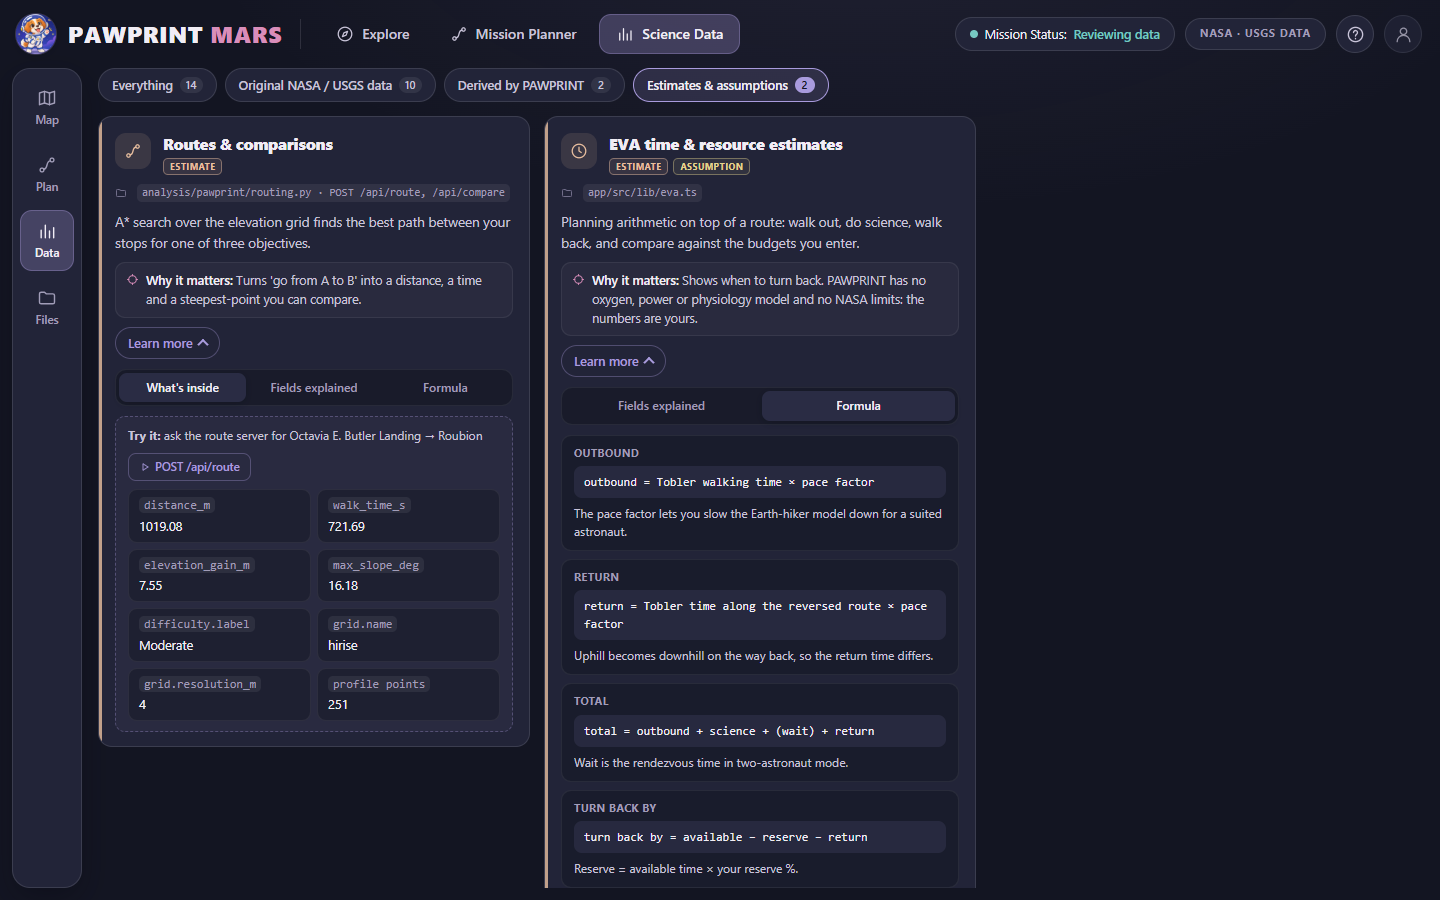 PAWPRINT MARS
Explore
Mission Planner
Science Data
Mission Status: Reviewing data
NASA · USGS DATA
Map
Plan
Data
Files
Everything 14
Original NASA / USGS data 10
Derived by PAWPRINT 2
Estimates & assumptions 2
Routes & comparisons
ESTIMATE
analysis/pawprint/routing.py · POST /api/route, /api/compare
A* search over the elevation grid finds the best path between your
stops for one of three objectives.
Why it matters: Turns 'go from A to B' into a distance, a time
and a steepest-point you can compare.
Learn more
What's inside
Fields explained
Formula
Try it: ask the route server for Octavia E. Butler Landing → Roubion
POST /api/route
distance_m
1019.08
walk_time_s
721.69
elevation_gain_m
7.55
max_slope_deg
16.18
difficulty.label
Moderate
grid.name
hirise
grid.resolution_m
4
profile points
251
EVA time & resource estimates
ESTIMATE
ASSUMPTION
app/src/lib/eva.ts
Planning arithmetic on top of a route: walk out, do science, walk
back, and compare against the budgets you enter.
Why it matters: Shows when to turn back. PAWPRINT has no
oxygen, power or physiology model and no NASA limits: the
numbers are yours.
Learn more
Fields explained
Formula
OUTBOUND
outbound = Tobler walking time × pace factor
The pace factor lets you slow the Earth-hiker model down for a suited
astronaut.
RETURN
return = Tobler time along the reversed route × pace
factor
Uphill becomes downhill on the way back, so the return time differs.
TOTAL
total = outbound + science + (wait) + return
Wait is the rendezvous time in two-astronaut mode.
TURN BACK BY
turn back by = available − reserve − return
Reserve = available time × your reserve %.